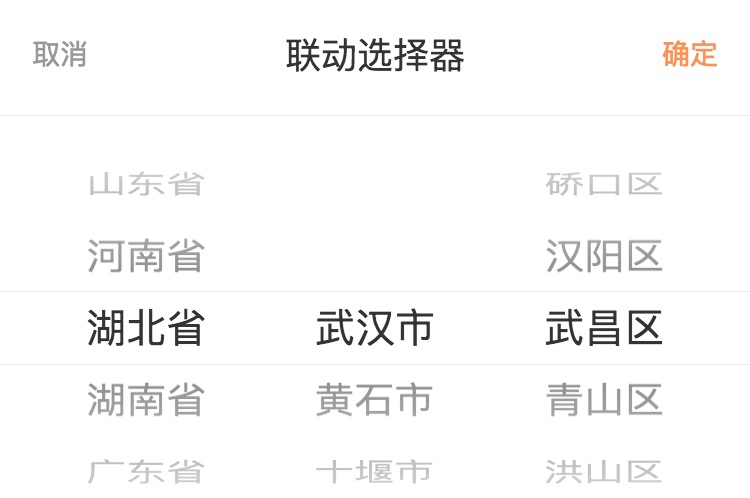 取消 联动选择器 确定
山东省 硚口区
河南省 汉阳区
湖北省 武汉市 武昌区
湖南省 黄石市 青山区
广东省 十堰市 洪山区